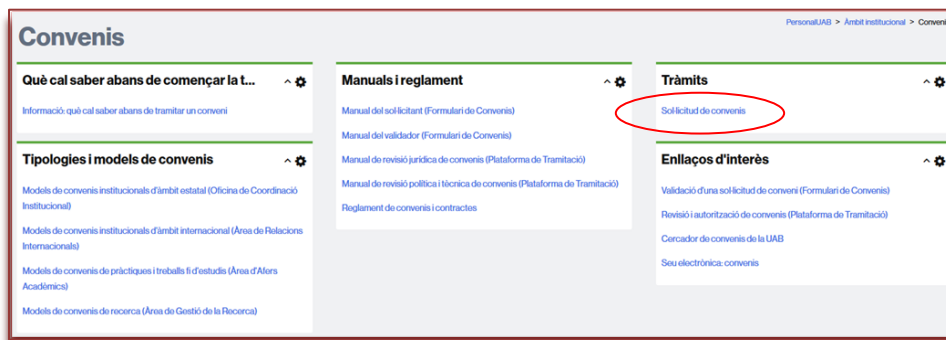 PersonalUAB > Àmbit institucional > Conveni
Convenis
Què cal saber abans de començar la t...
Informació: què cal saber abans de tramitar un conveni
Tipologies i models de convenis
Models de convenis institucionals d'àmbit estatal (Oficina de Coordinació
Institucional)
Models de convenis institucionals d'àmbit internacional (Àrea de Relacions
Internacionals)
Models de convenis de pràctiques i treballs fi d'estudis (Àrea d'Afers
Acadèmics)
Models de convenis de recerca (Àrea de Gestió de la Recerca)
Manuals i reglament
Manual del sol·licitant (Formulari de Convenis)
Manual del validador (Formulari de Convenis)
Manual de revisió jurídica de convenis (Plataforma de Tramitació)
Manual de revisió política i tècnica de convenis (Plataforma de Tramitació)
Reglament de convenis i contractes
Tràmits
Sol·licitud de convenis
Enllaços d'interès
Validació d'una sol·licitud de conveni (Formulari de Convenis)
Revisió i autorització de convenis (Plataforma de Tramitació)
Cercador de convenis de la UAB
Seu electrònica: convenis